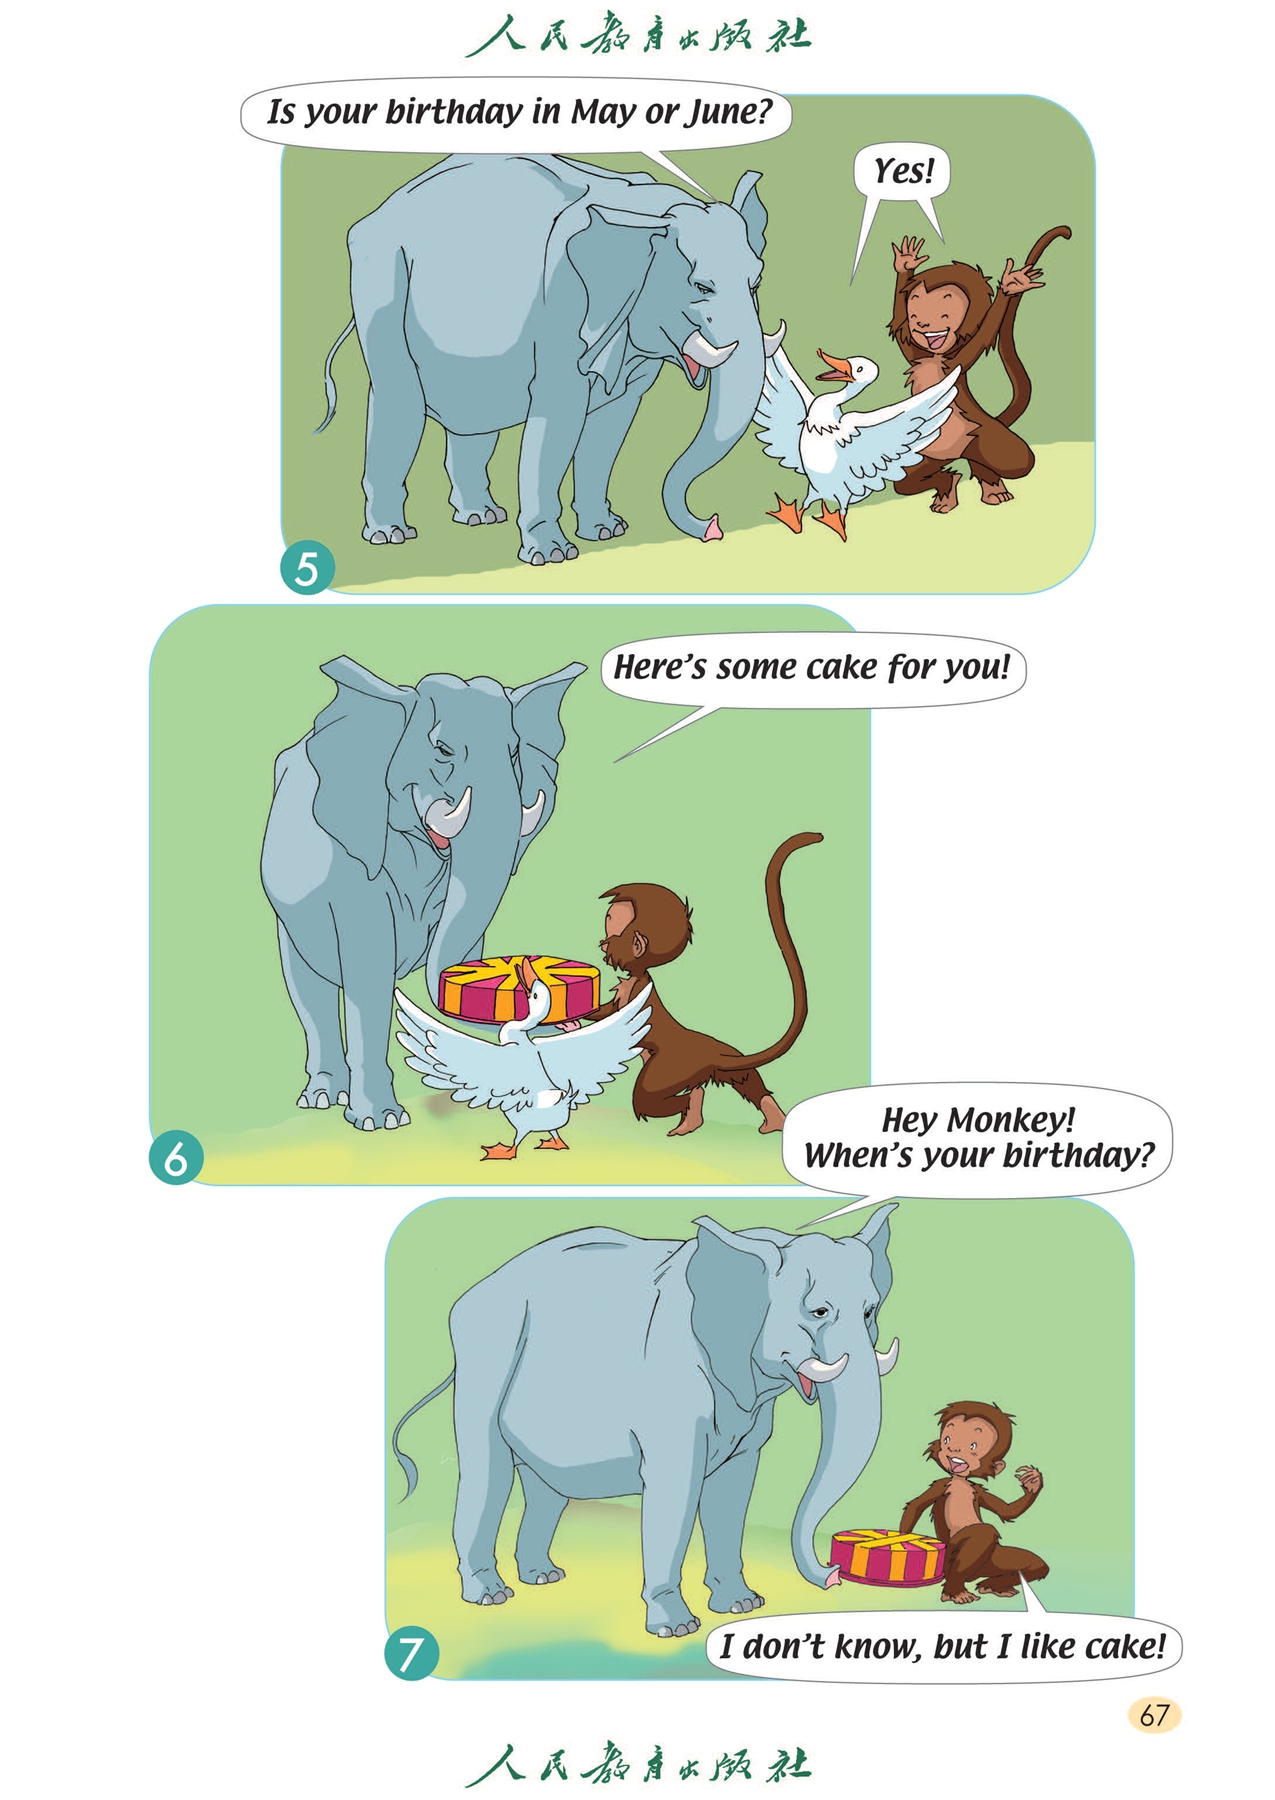 人民教育出版社
Is your birthday in May or June?
Yes!
5
Here's some cake for you!
6
Hey Monkey!
When's your birthday?
7
I don't know, but I like cake!
67
人民教育出版社